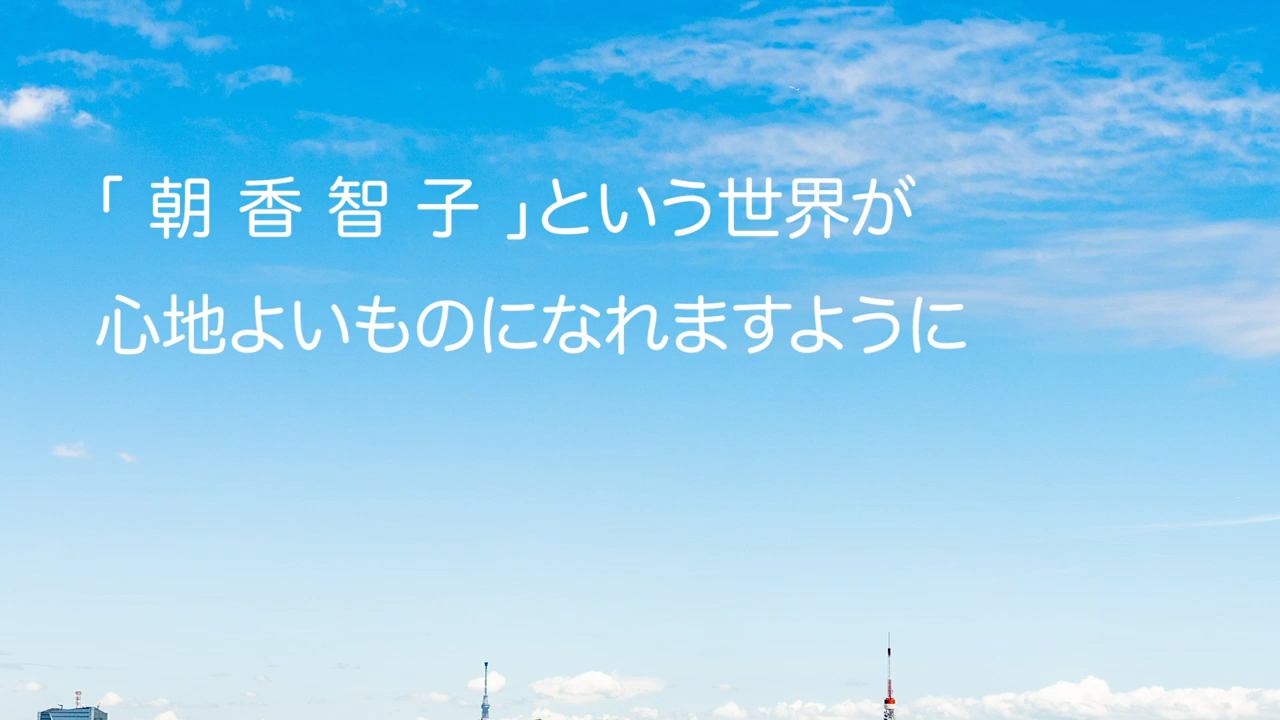 「 朝 香 智 子 」という世界が
心地よいものになれますように